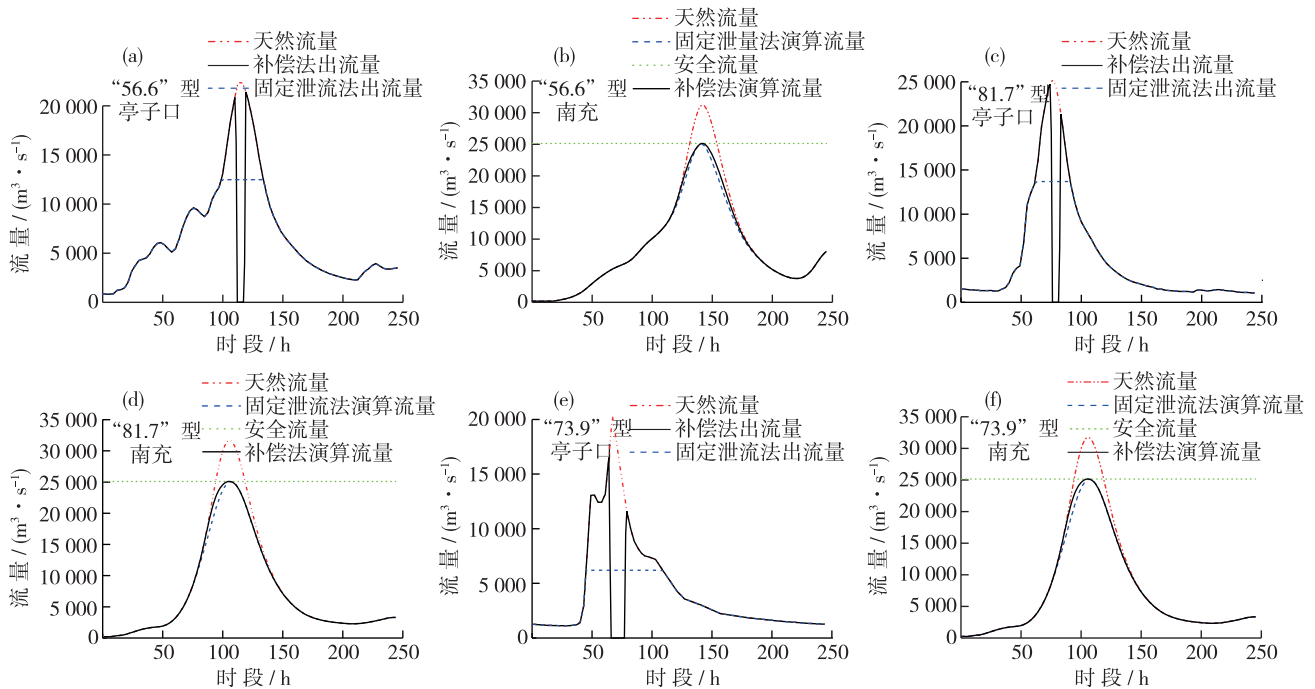 (a)
天然流量
补偿法出流量
固定泄流法出流量
“56.6”型
亭子口
流 量 / (m³·s⁻¹)
20 000
15 000
10 000
5 000
0
50 100 150 200 250
时 段 / h
(b)
天然流量
固定泄量法演算流量
安全流量
补偿法演算流量
“56.6”型
南充
流 量 / (m³·s⁻¹)
35 000
30 000
25 000
20 000
15 000
10 000
5 000
0
50 100 150 200 250
时 段 / h
(c)
天然流量
补偿法出流量
固定泄流法出流量
“81.7”型
亭子口
流 量 / (m³·s⁻¹)
25 000
20 000
15 000
10 000
5 000
0
50 100 150 200 250
时 段 / h
(d)
天然流量
固定泄流法演算流量
安全流量
补偿法演算流量
“81.7”型
南充
流 量 / (m³·s⁻¹)
35 000
30 000
25 000
20 000
15 000
10 000
5 000
0
50 100 150 200 250
时 段 / h
(e)
天然流量
补偿法出流量
固定泄流法出流量
“73.9”型
亭子口
流 量 / (m³·s⁻¹)
20 000
15 000
10 000
5 000
0
50 100 150 200 250
时 段 / h
(f)
天然流量
固定泄流法演算流量
安全流量
补偿法演算流量
“73.9”型
南充
流 量 / (m³·s⁻¹)
35 000
30 000
25 000
20 000
15 000
10 000
5 000
0
50 100 150 200 250
时 段 / h